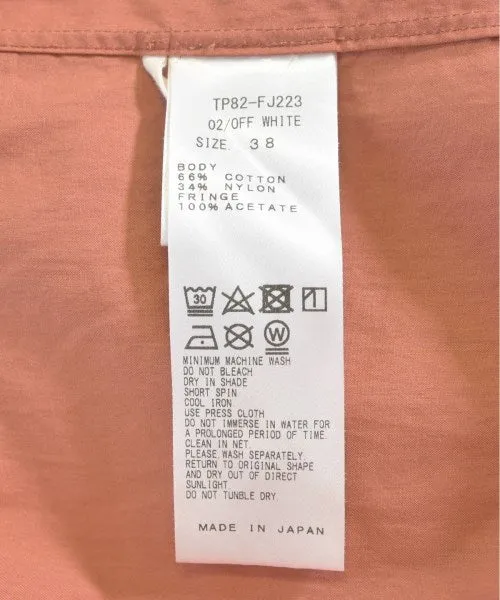 TP82-FJ223
02/OFF WHITE
SIZE. 38
BODY
66% COTTON
34% NYLON
FRINGE
100% ACETATE
30
W
MINIMUM MACHINE WASH
DO NOT BLEACH
DRY IN SHADE
SHORT SPIN
COOL IRON
USE PRESS CLOTH
DO NOT IMMERSE IN WATER FOR
A PROLONGED PERIOD OF TIME.
CLEAN IN NET.
PLEASE WASH SEPARATELY.
RETURN TO ORIGINAL SHAPE
AND DRY OUT OF DIRECT
SUNLIGHT
DO NOT TUNBLE DRY
MADE IN JAPAN